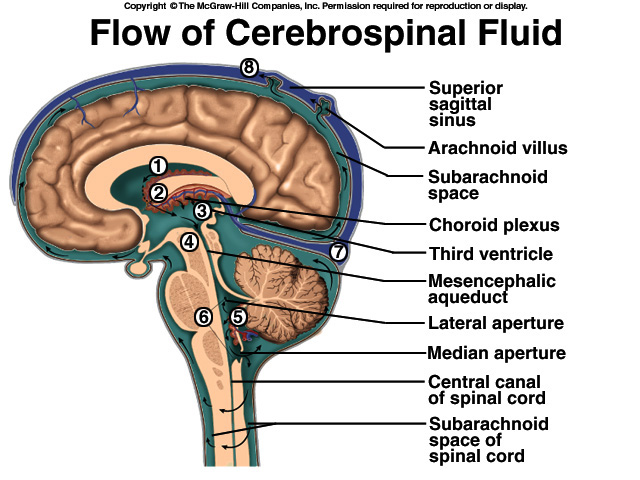 Copyright © The McGraw-Hill Companies, Inc. Permission required for reproduction or display.
Flow of Cerebrospinal Fluid
8
Superior
sagittal
sinus
Arachnoid villus
Subarachnoid
space
1
2
3
Choroid plexus
4
7
Third ventricle
Mesencephalic
aqueduct
6
5
Lateral aperture
Median aperture
Central canal
of spinal cord
Subarachnoid
space of
spinal cord